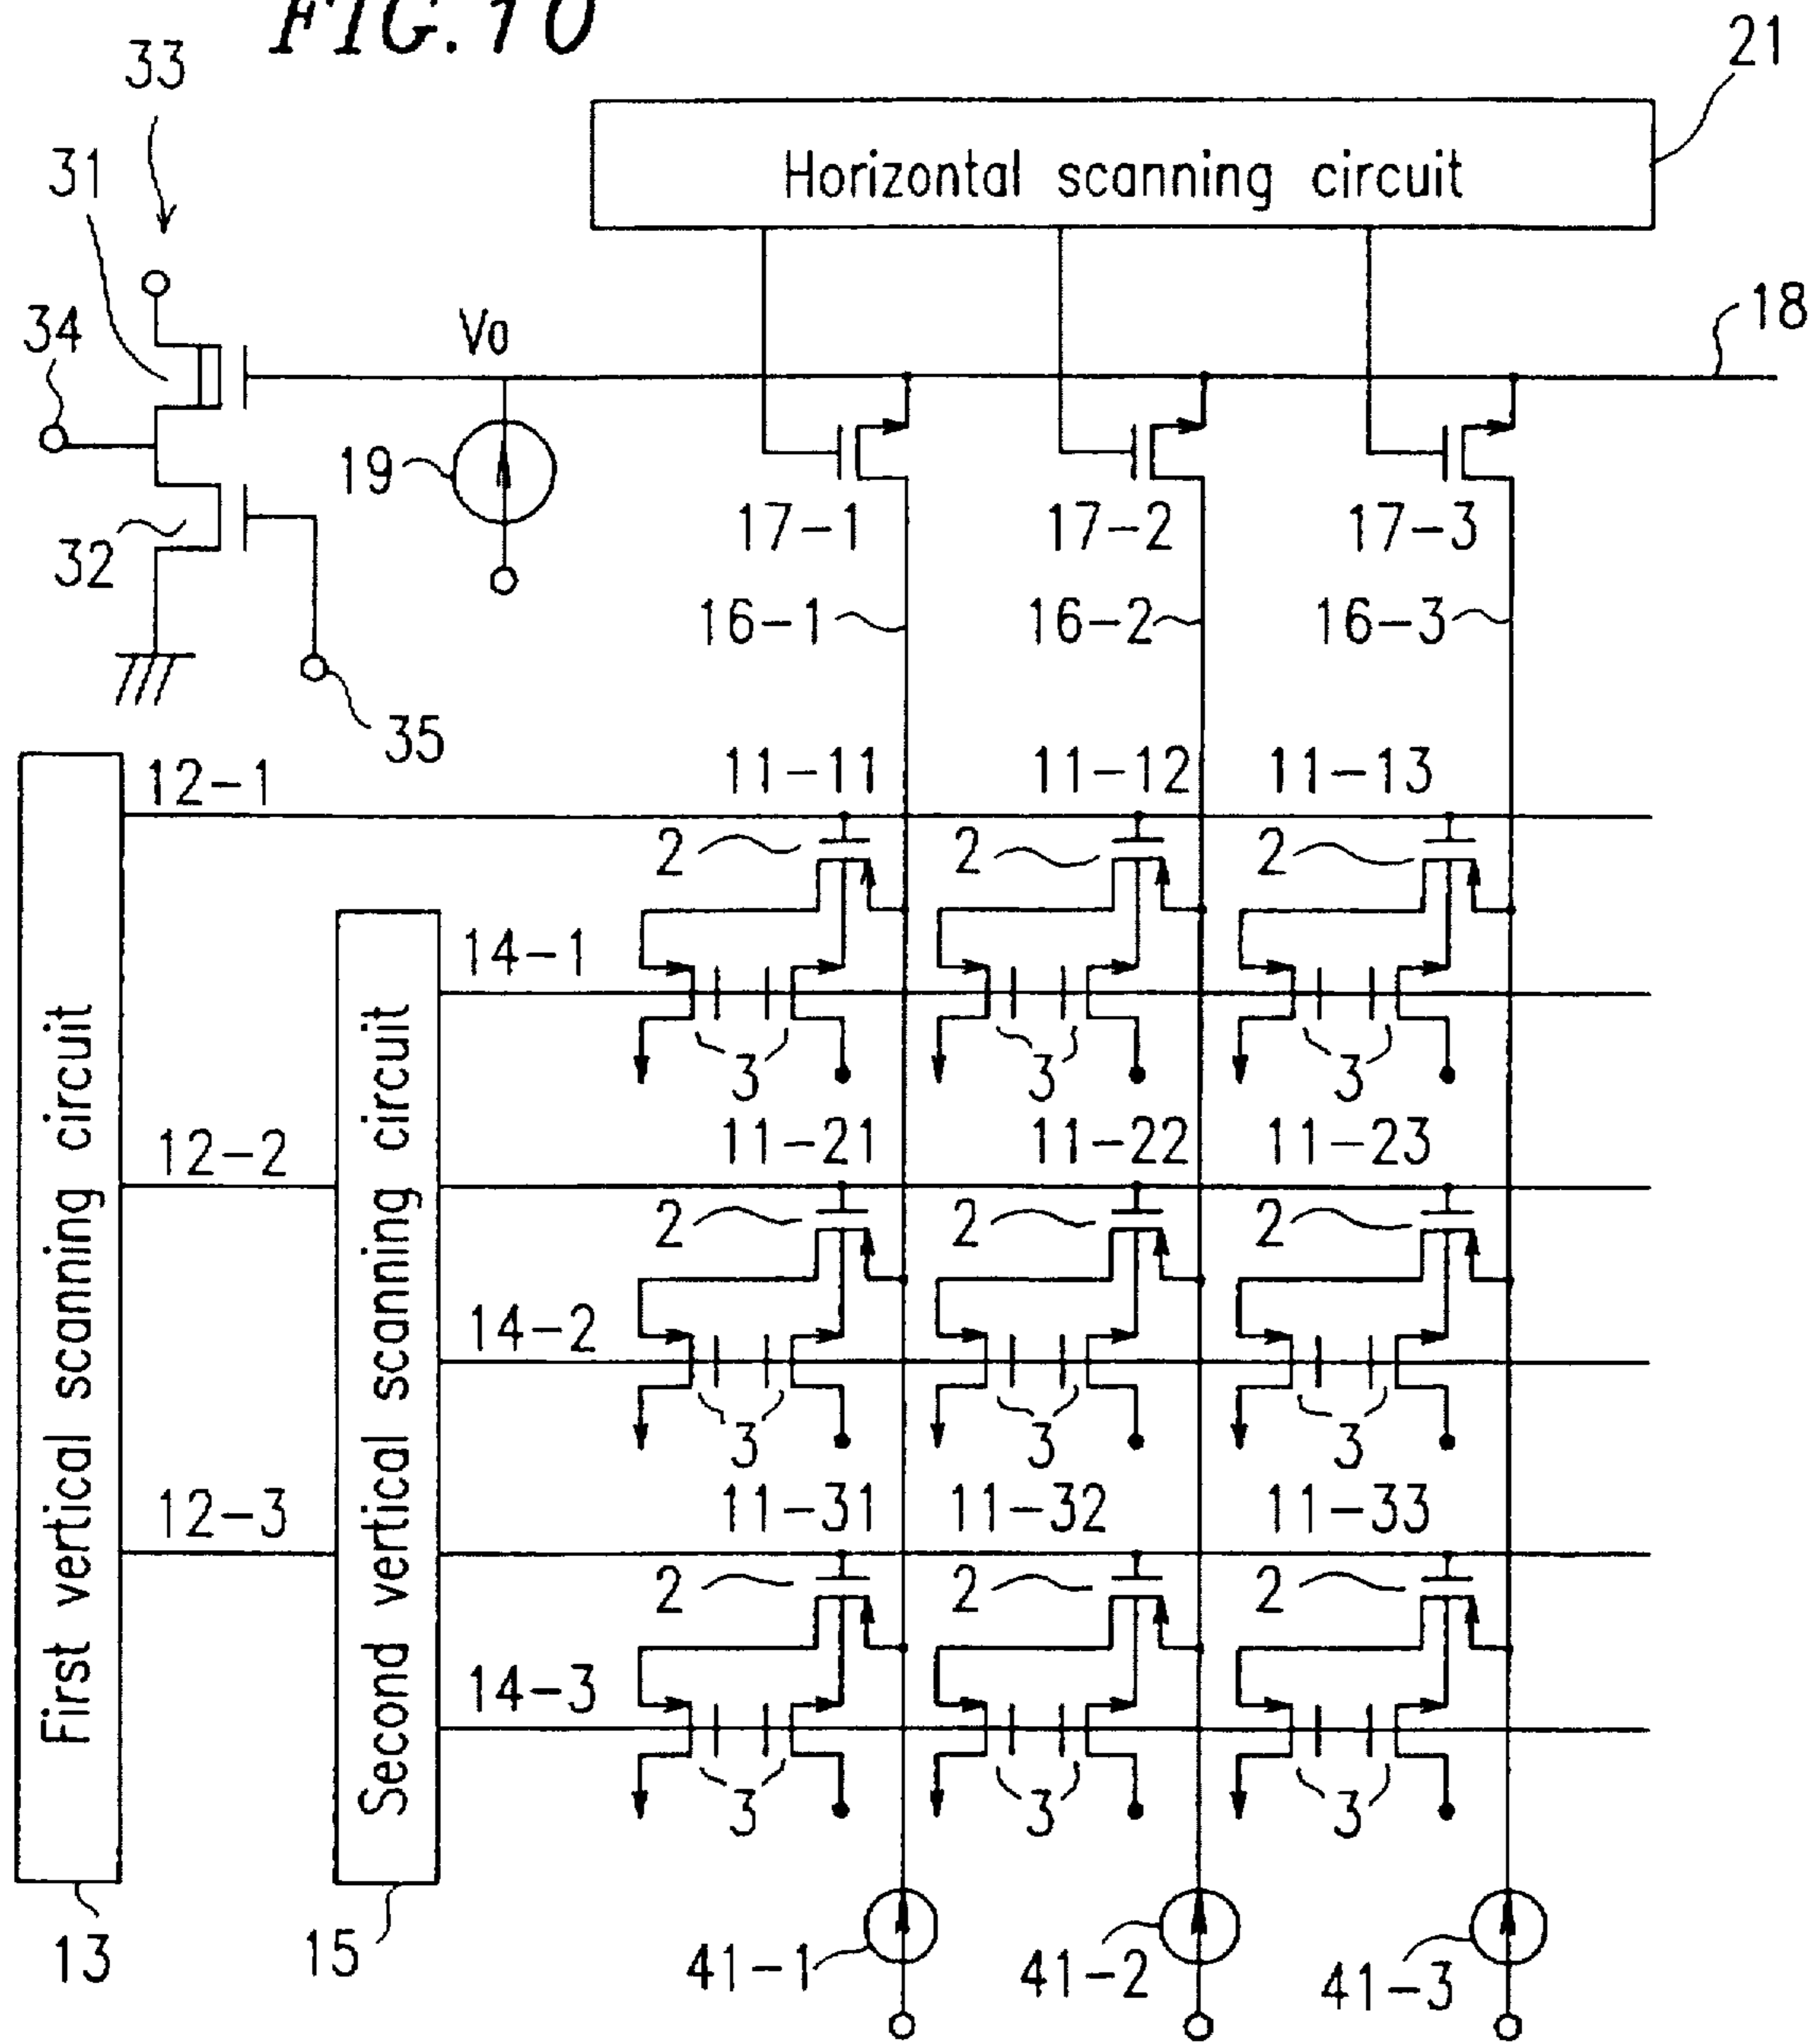 FIG. 10
33
21
31
Horizontal scanning circuit
34
Vo
18
19
17-1 17-2 17-3
32
16-1 16-2 16-3
35
12-1 11-11 11-12 11-13
2 2 2
14-1
3 3 3
12-2 11-21 11-22 11-23
2 2 2
14-2
3 3 3
12-3 11-31 11-32 11-33
2 2 2
14-3
3 3 3
First vertical scanning circuit
Second vertical scanning circuit
13 15 41-1 41-2 41-3